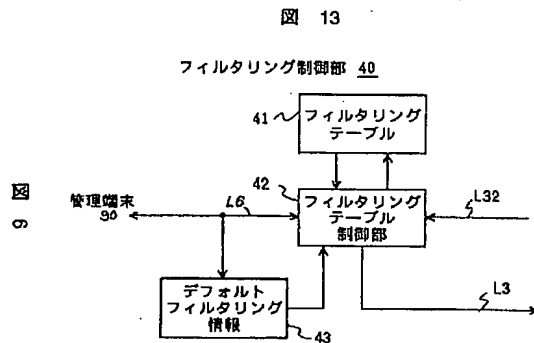 図 13
フィルタリング制御部 40
41
フィルタリング
テーブル
42
フィルタリング
テーブル
制御部
L32
管理端末
90
L6
図 9
デフォルト
フィルタリング
情報
43
L3